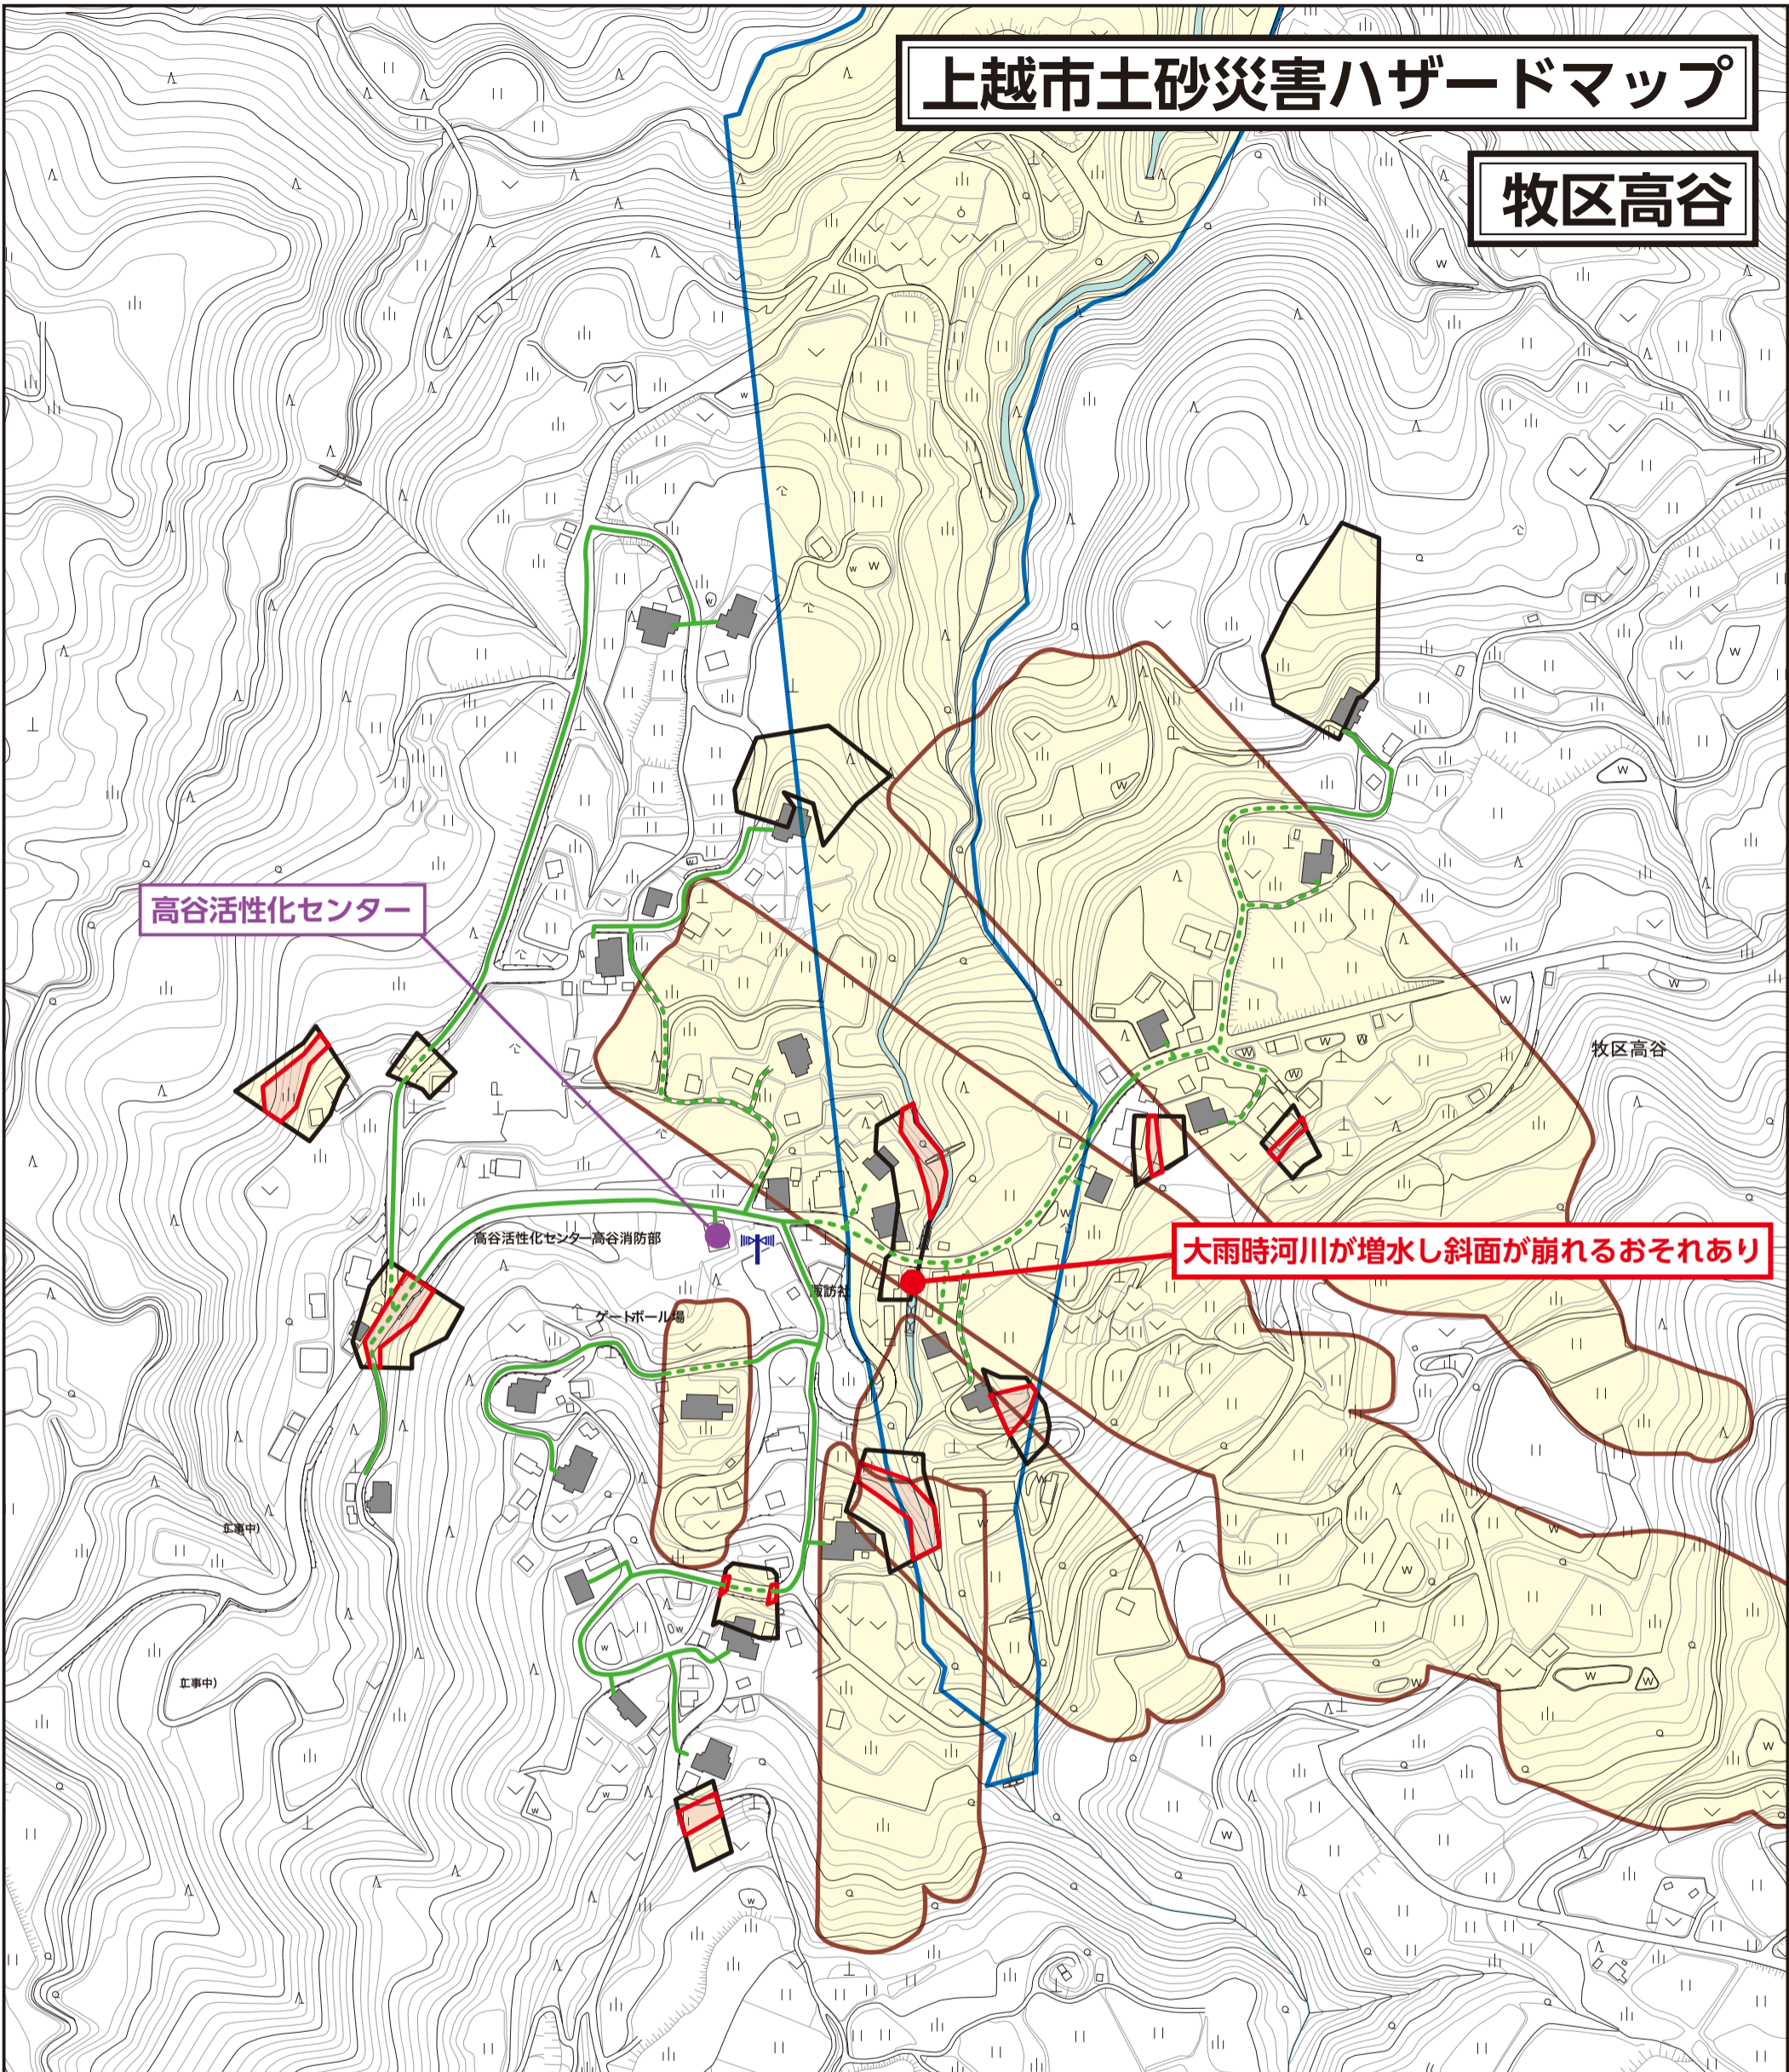 上越市土砂災害ハザードマップ
牧区高谷
高谷活性化センター
牧区高谷
高谷活性化センター高谷消防部
大雨時河川が増水し斜面が崩れるおそれあり
諏訪社
ゲートボール場
(工事中)
(工事中)